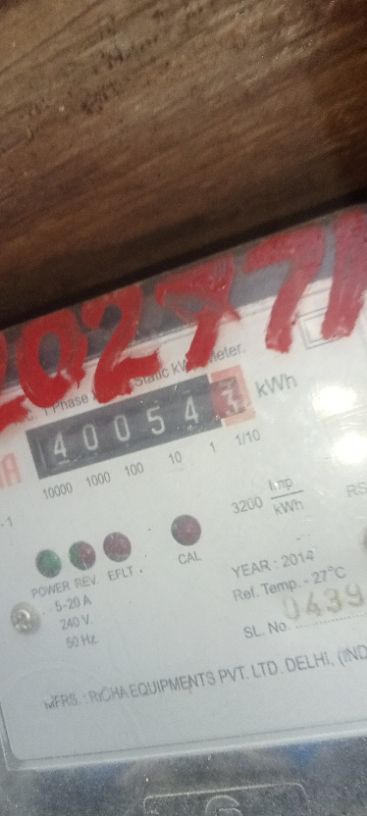 202771
1 Phase Static kWh meter.
400543 kWh
10000 1000 100 10 1 1/10
3200 Imp/kWh
POWER REV. EFLT. CAL
5-20 A
240 V.
50 Hz
YEAR : 2014
Ref. Temp. - 27°C
SL. No. 0439
MFRS. : RICHA EQUIPMENTS PVT. LTD. DELHI, (IND